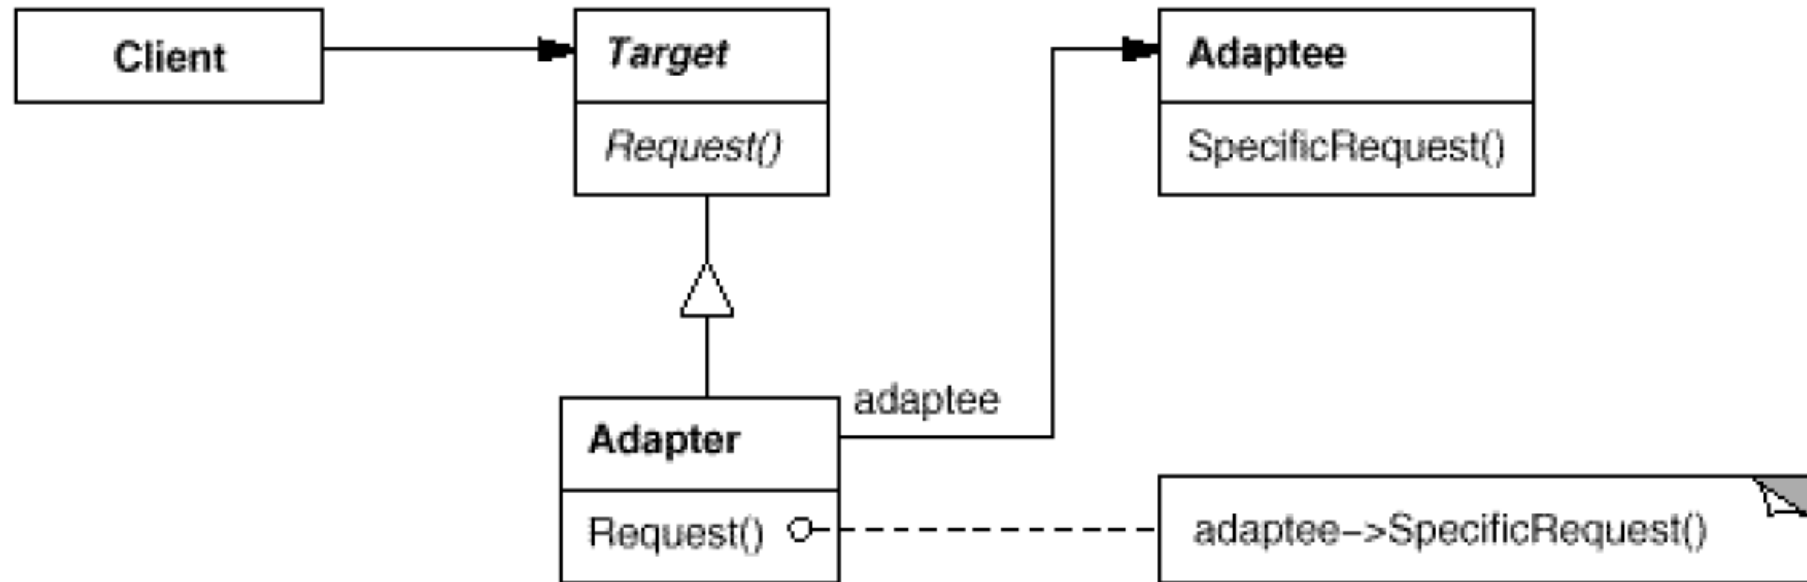 Client
Target
Request()
Adaptee
SpecificRequest()
adaptee
Adapter
Request()
adaptee->SpecificRequest()